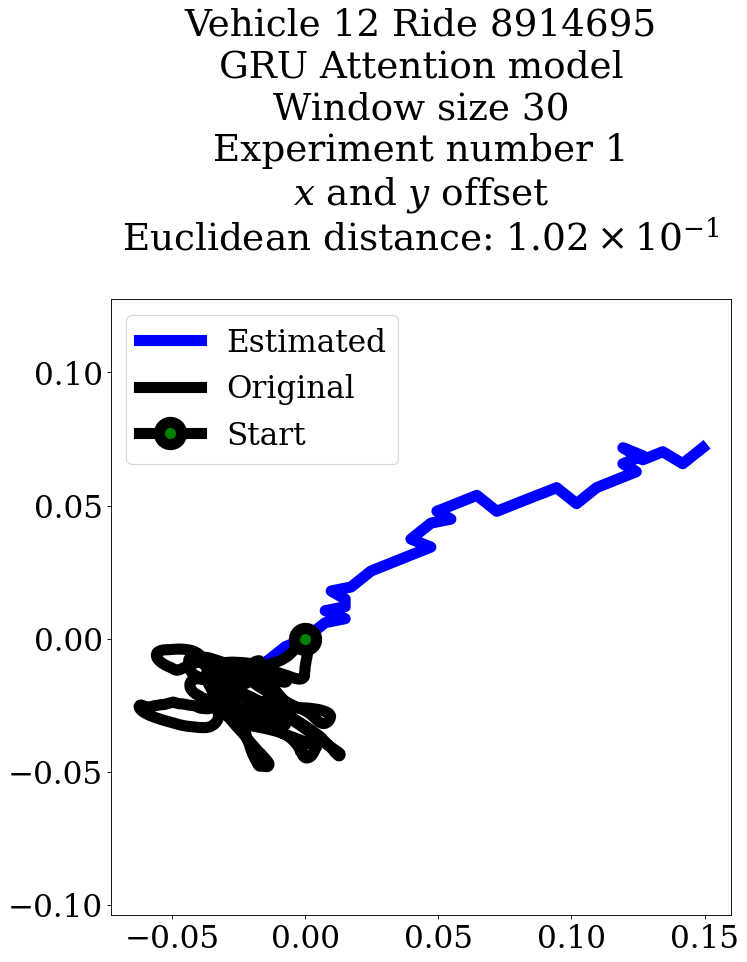 Vehicle 12 Ride 8914695
GRU Attention model
Window size 30
Experiment number 1
x and y offset
Euclidean distance: 1.02 × 10⁻¹
Estimated
Original
Start
0.10
0.05
0.00
−0.05
−0.10
−0.05 0.00 0.05 0.10 0.15